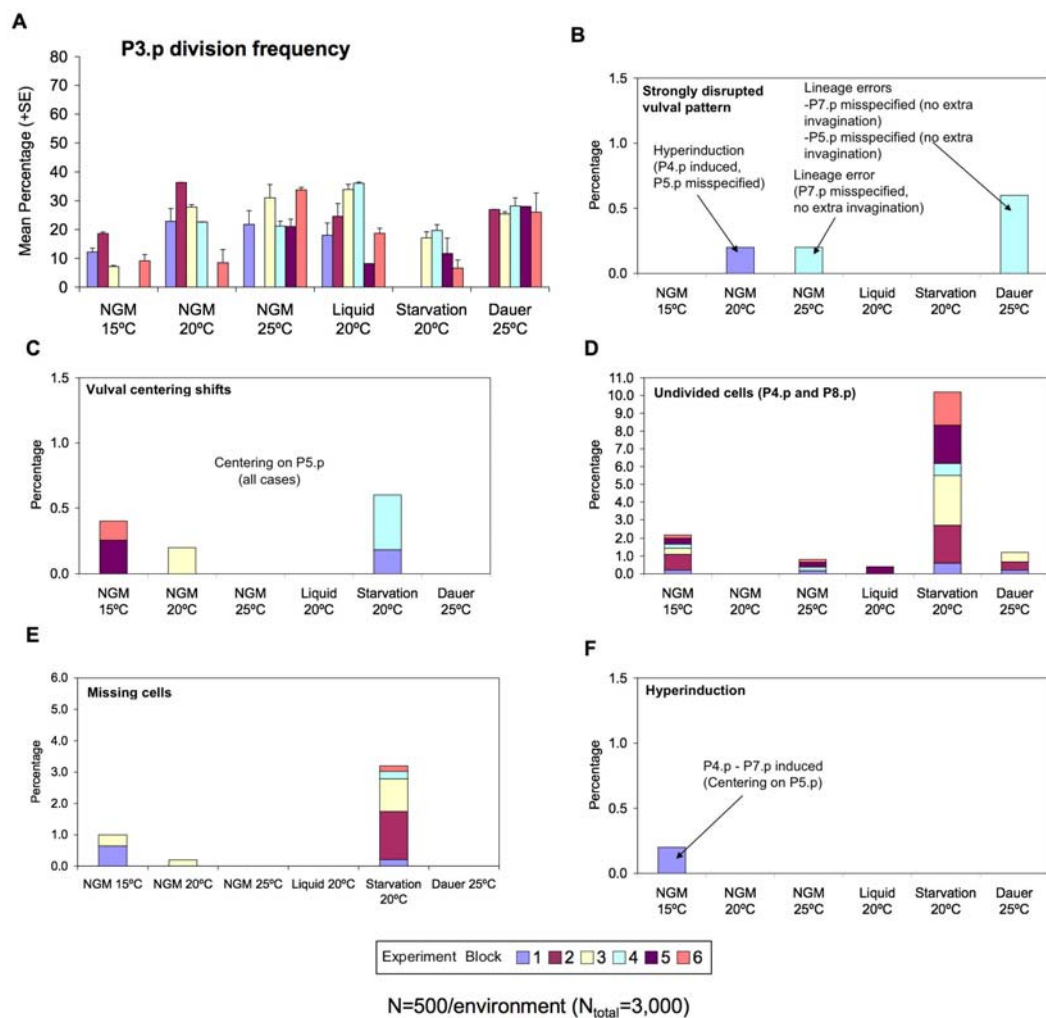 A
P3.p division frequency
Mean Percentage (+SE)
80
70
60
50
40
30
20
10
0
NGM
15ºC
NGM
20ºC
NGM
25ºC
Liquid
20ºC
Starvation
20ºC
Dauer
25ºC
B
Strongly disrupted
vulval pattern
Percentage
1.5
1.0
0.5
0.0
Hyperinduction
(P4.p induced,
P5.p misspecified)
Lineage errors
-P7.p misspecified (no extra
invagination)
-P5.p misspecified (no extra
invagination)
Lineage error
(P7.p misspecified,
no extra invagination)
NGM
15ºC
NGM
20ºC
NGM
25ºC
Liquid
20ºC
Starvation
20ºC
Dauer
25ºC
C
Vulval centering shifts
Percentage
1.5
1.0
0.5
0.0
Centering on P5.p
(all cases)
NGM
15ºC
NGM
20ºC
NGM
25ºC
Liquid
20ºC
Starvation
20ºC
Dauer
25ºC
D
Undivided cells (P4.p and P8.p)
Percentage
11.0
10.0
9.0
8.0
7.0
6.0
5.0
4.0
3.0
2.0
1.0
0.0
NGM
15ºC
NGM
20ºC
NGM
25ºC
Liquid
20ºC
Starvation
20ºC
Dauer
25ºC
E
Missing cells
Percentage
6.0
5.0
4.0
3.0
2.0
1.0
0.0
NGM 15ºC
NGM 20ºC
NGM 25ºC
Liquid 20ºC
Starvation
20ºC
Dauer 25ºC
F
Hyperinduction
Percentage
1.5
1.0
0.5
0.0
P4.p - P7.p induced
(Centering on P5.p)
NGM
15ºC
NGM
20ºC
NGM
25ºC
Liquid
20ºC
Starvation
20ºC
Dauer
25ºC
Experiment Block 1 2 3 4 5 6
N=500/environment (Ntotal=3,000)